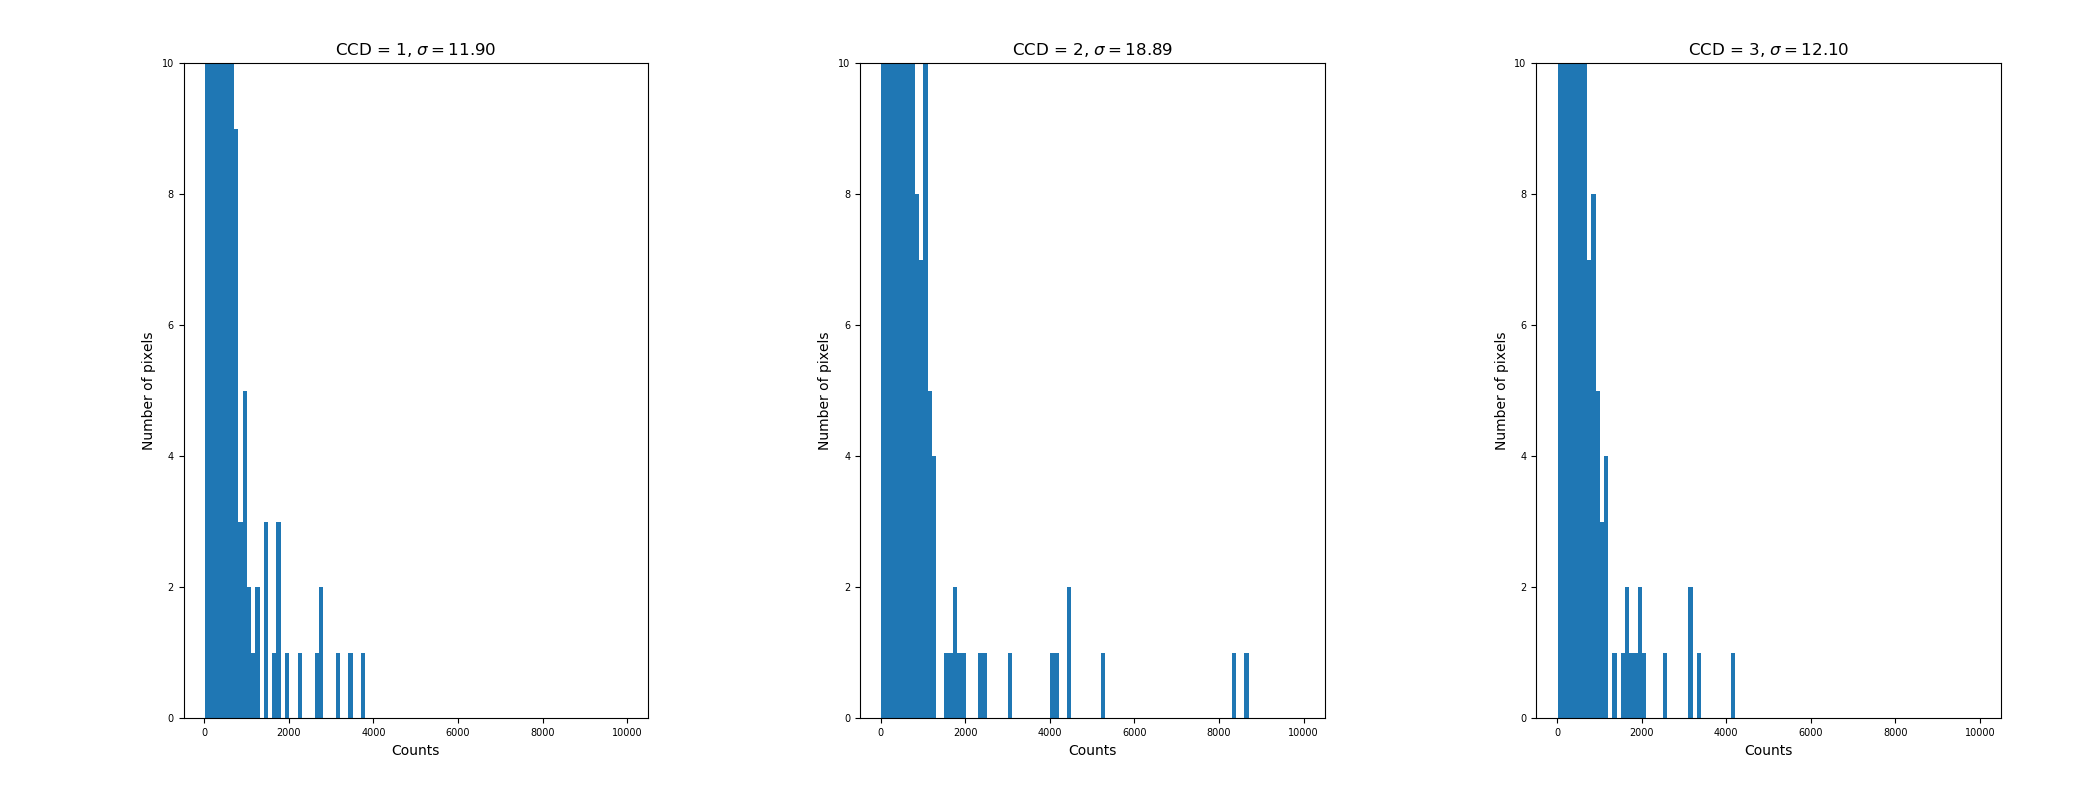 CCD = 1, σ = 11.90
10
8
6
4
2
0
Number of pixels
0 2000 4000 6000 8000 10000
Counts
CCD = 2, σ = 18.89
10
8
6
4
2
0
Number of pixels
0 2000 4000 6000 8000 10000
Counts
CCD = 3, σ = 12.10
10
8
6
4
2
0
Number of pixels
0 2000 4000 6000 8000 10000
Counts